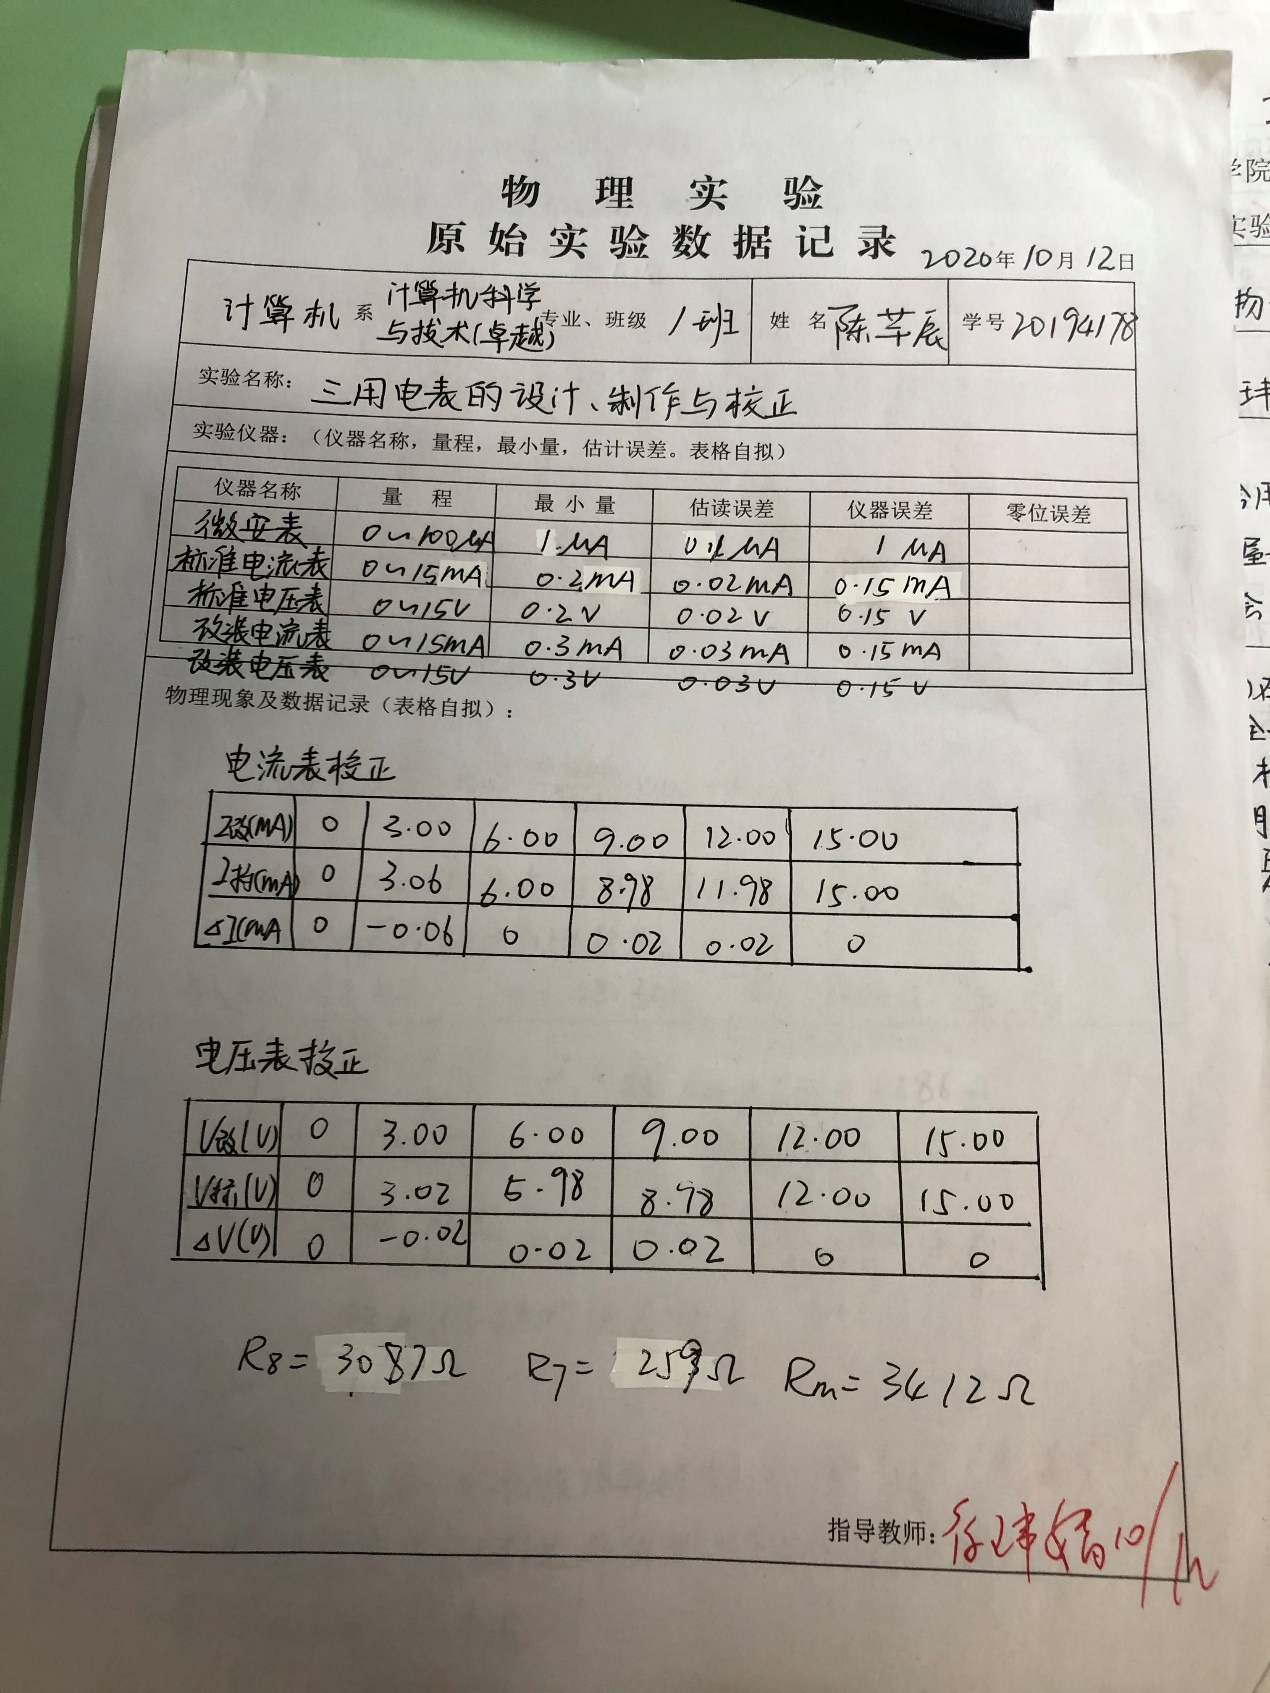 物理实验
原始实验数据记录 2020年10月12日
计算机系 计算机科学与技术(卓越)专业、班级 1班 姓名 陈苹辰 学号 20194178
实验名称：三用电表的设计、制作与校正
实验仪器：（仪器名称，量程，最小量，估计误差。表格自拟）
仪器名称 量程 最小量 估读误差 仪器误差 零位误差
微安表 0~100μA 1μA 0.1μA 1μA
标准电流表 0~15mA 0.2mA 0.02mA 0.15mA
标准电压表 0~15V 0.2V 0.02V 0.15V
改装电流表 0~15mA 0.3mA 0.03mA 0.15mA
改装电压表 0~15V 0.3V 0.03V 0.15V
物理现象及数据记录（表格自拟）：
电流表校正
I改(mA) 0 3.00 6.00 9.00 12.00 15.00
I标(mA) 0 3.06 6.00 8.98 11.98 15.00
△I(mA 0 -0.06 0 0.02 0.02 0
电压表校正
V改(V) 0 3.00 6.00 9.00 12.00 15.00
V标(V) 0 3.02 5.98 8.98 12.00 15.00
△V(V) 0 -0.02 0.02 0.02 0 0
R8=3087Ω R7=259Ω Rm=3412Ω
指导教师：
学院
实验
物